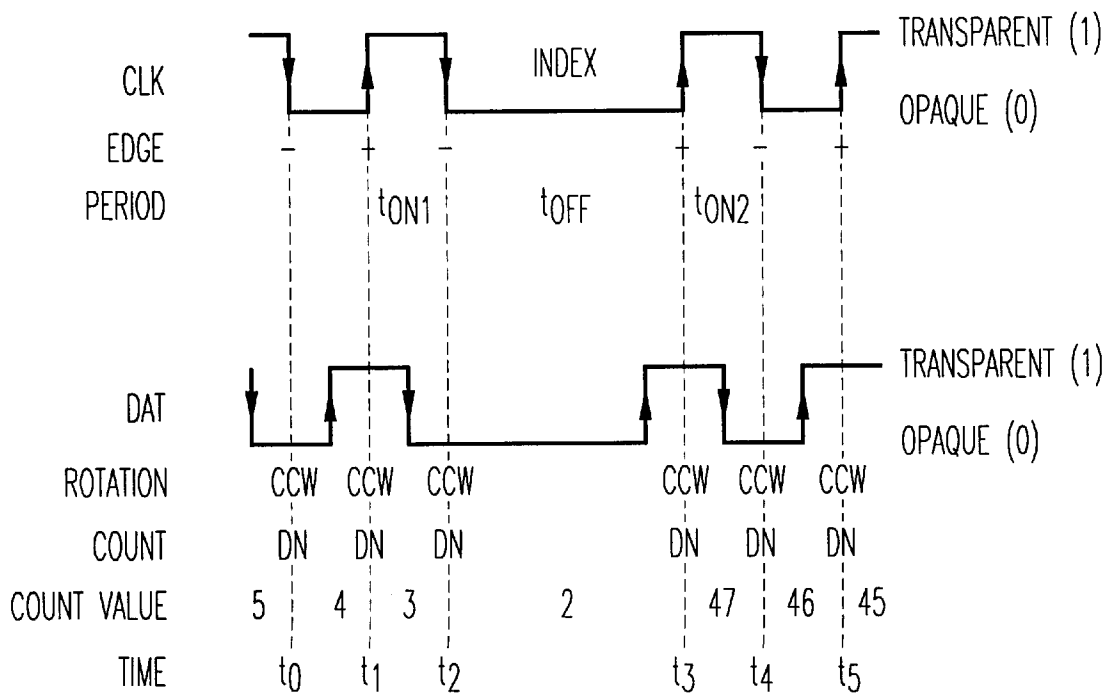 TRANSPARENT (1)
CLK INDEX
OPAQUE (0)
EDGE - + - + - +
PERIOD tON1 tOFF tON2
TRANSPARENT (1)
DAT
OPAQUE (0)
ROTATION CCW CCW CCW CCW CCW CCW
COUNT DN DN DN DN DN DN
COUNT VALUE 5 4 3 2 47 46 45
TIME t0 t1 t2 t3 t4 t5